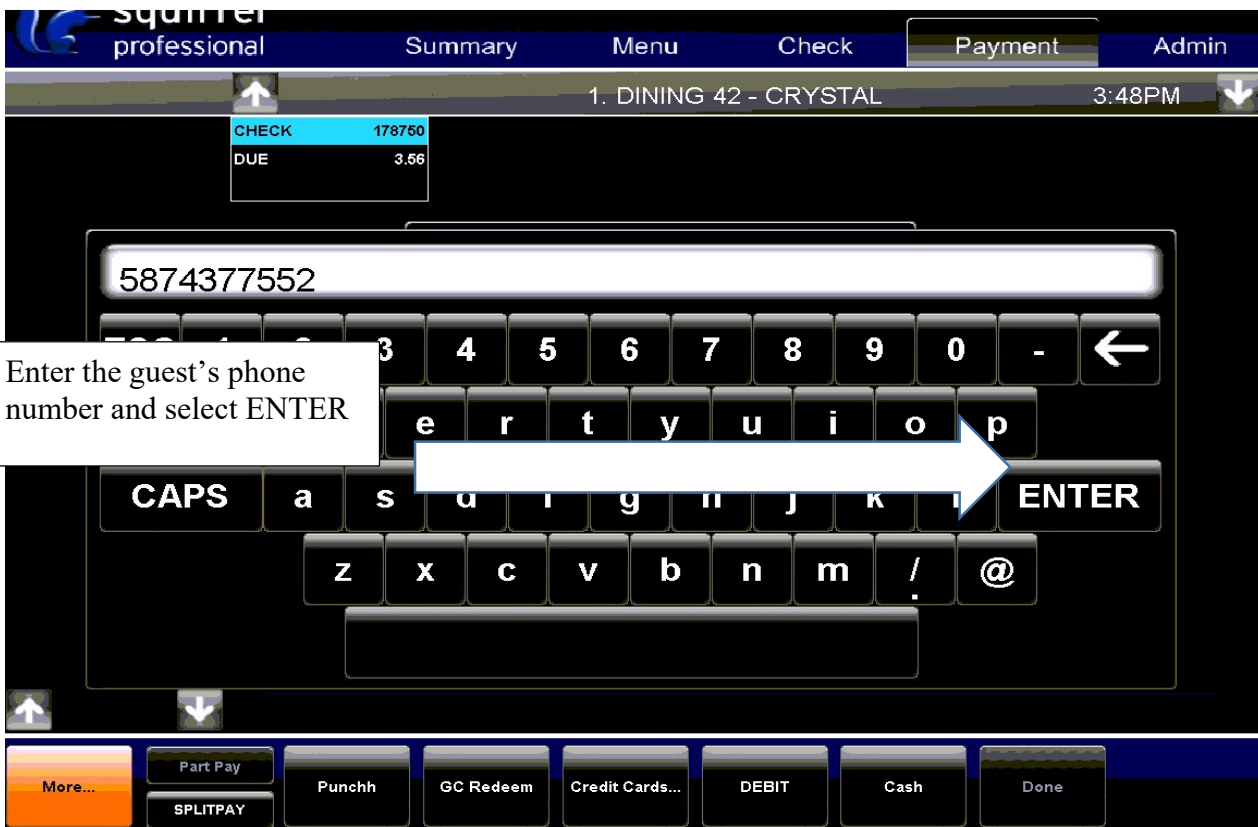 squirrel
professional Summary Menu Check Payment Admin
1. DINING 42 - CRYSTAL 3:48PM
CHECK 178750
DUE 3.56
5874377552
3 4 5 6 7 8 9 0 -
Enter the guest’s phone
number and select ENTER
e r t y u i o p
CAPS a s d f g h j k l ENTER
z x c v b n m / . @
More... Part Pay Punchh GC Redeem Credit Cards... DEBIT Cash Done
SPLITPAY